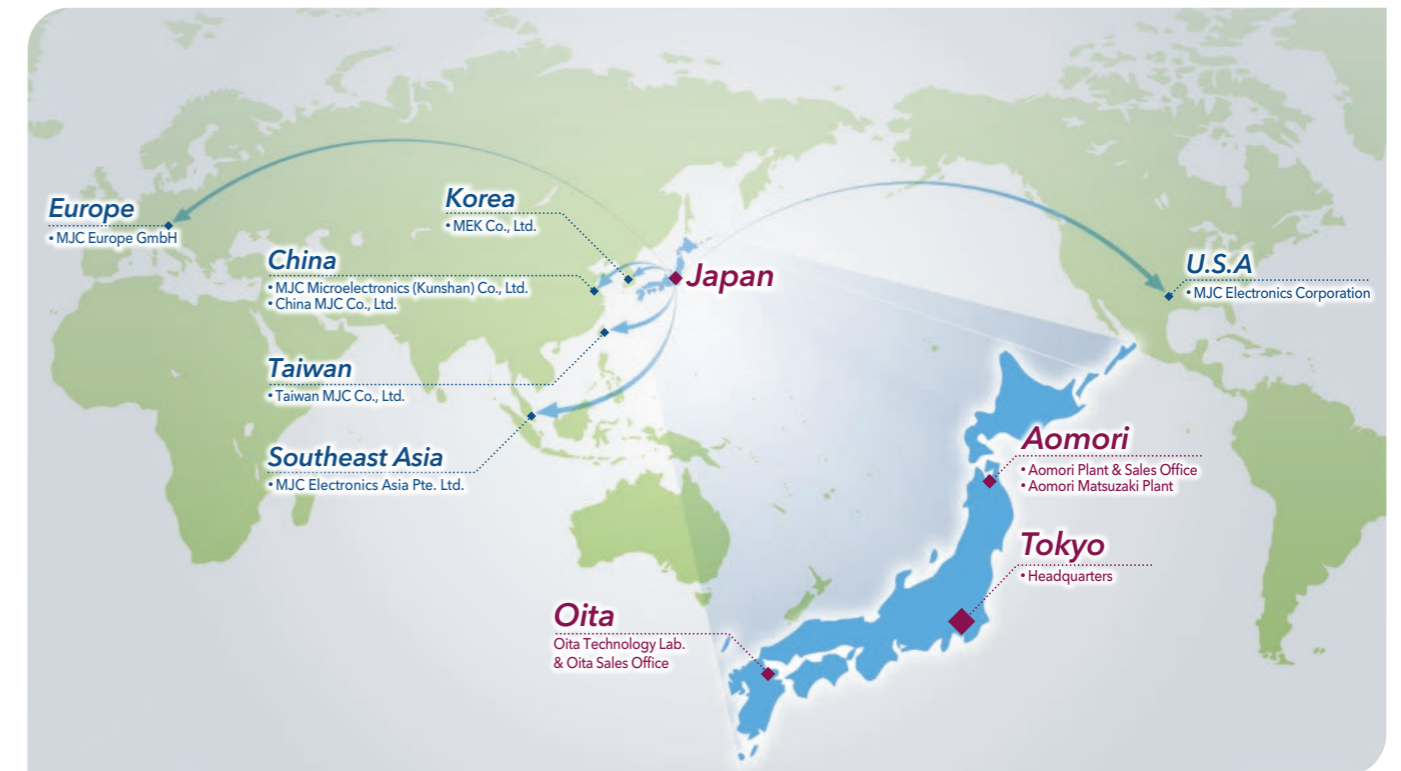 Europe
• MJC Europe GmbH
Korea
• MEK Co., Ltd.
China
• MJC Microelectronics (Kunshan) Co., Ltd.
• China MJC Co., Ltd.
Japan
U.S.A
• MJC Electronics Corporation
Taiwan
• Taiwan MJC Co., Ltd.
Southeast Asia
• MJC Electronics Asia Pte. Ltd.
Aomori
• Aomori Plant & Sales Office
• Aomori Matsuzaki Plant
Tokyo
• Headquarters
Oita
Oita Technology Lab.
& Oita Sales Office